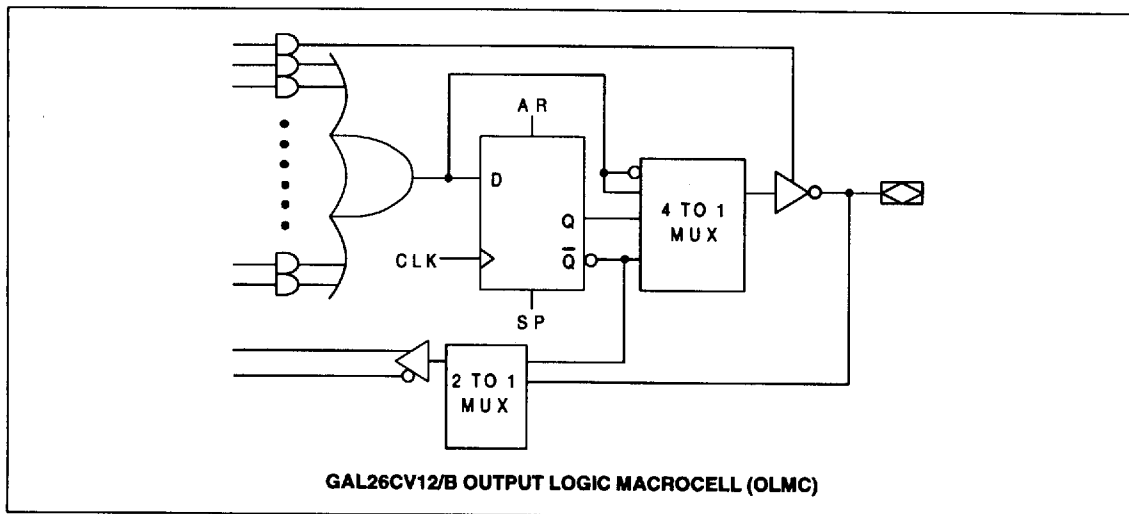 AR
D
Q
Q̅
CLK
SP
4 TO 1
MUX
2 TO 1
MUX
GAL26CV12/B OUTPUT LOGIC MACROCELL (OLMC)